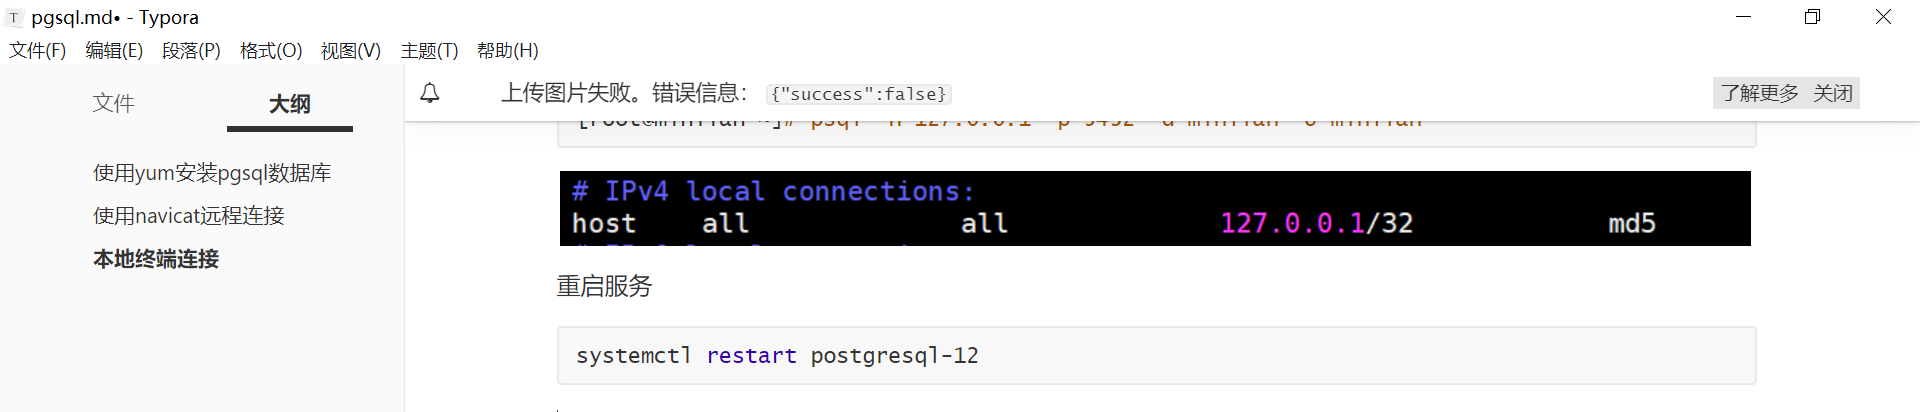 pgsql.md• - Typora
文件(F) 编辑(E) 段落(P) 格式(O) 视图(V) 主题(T) 帮助(H)
文件 大纲
使用yum安装pgsql数据库
使用navicat远程连接
本地终端连接
上传图片失败。错误信息： {"success":false} 了解更多 关闭
# IPv4 local connections:
host all all 127.0.0.1/32 md5
重启服务
systemctl restart postgresql-12